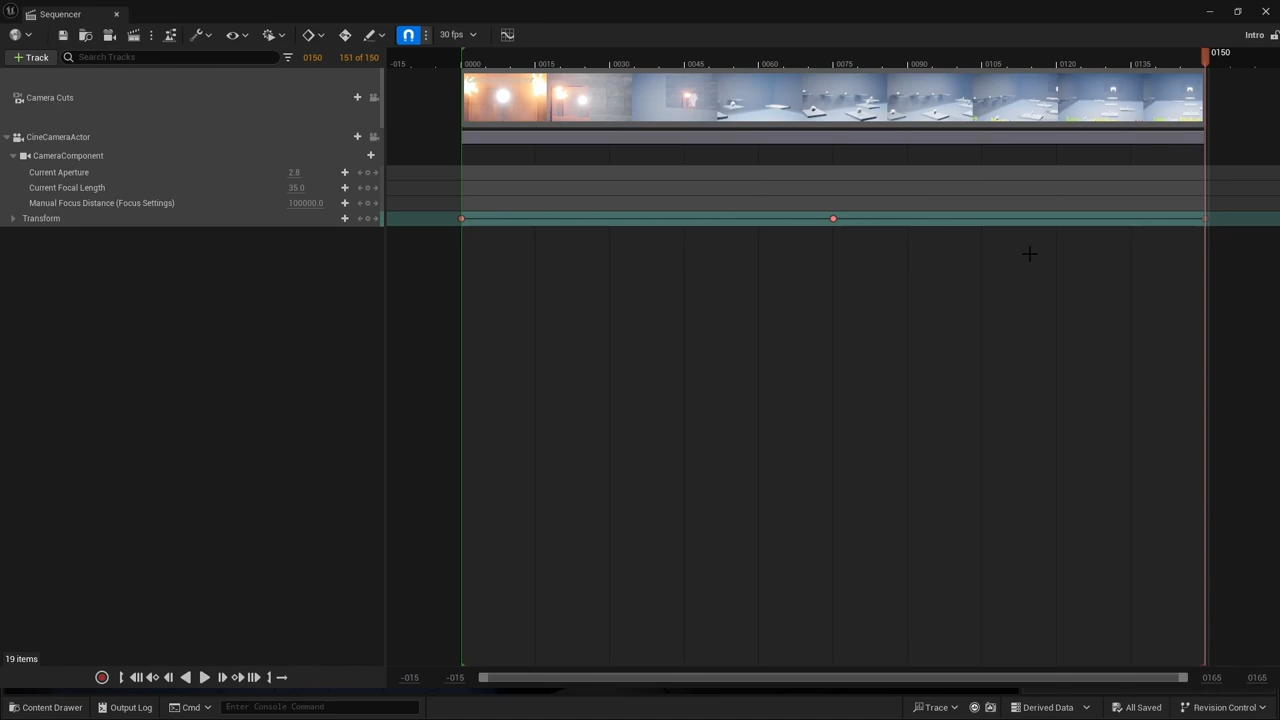 Sequencer
30 fps
Intro
Track
Search Tracks
0150
151 of 150
0150
-015
0000
0015
0030
0045
0060
0075
0090
0105
0120
0135
Camera Cuts
CineCameraActor
CameraComponent
Current Aperture
2.8
Current Focal Length
35.0
Manual Focus Distance (Focus Settings)
100000.0
Transform
19 items
-015
-015
0165
0165
Content Drawer
Output Log
Cmd
Enter Console Command
Trace
Derived Data
All Saved
Revision Control